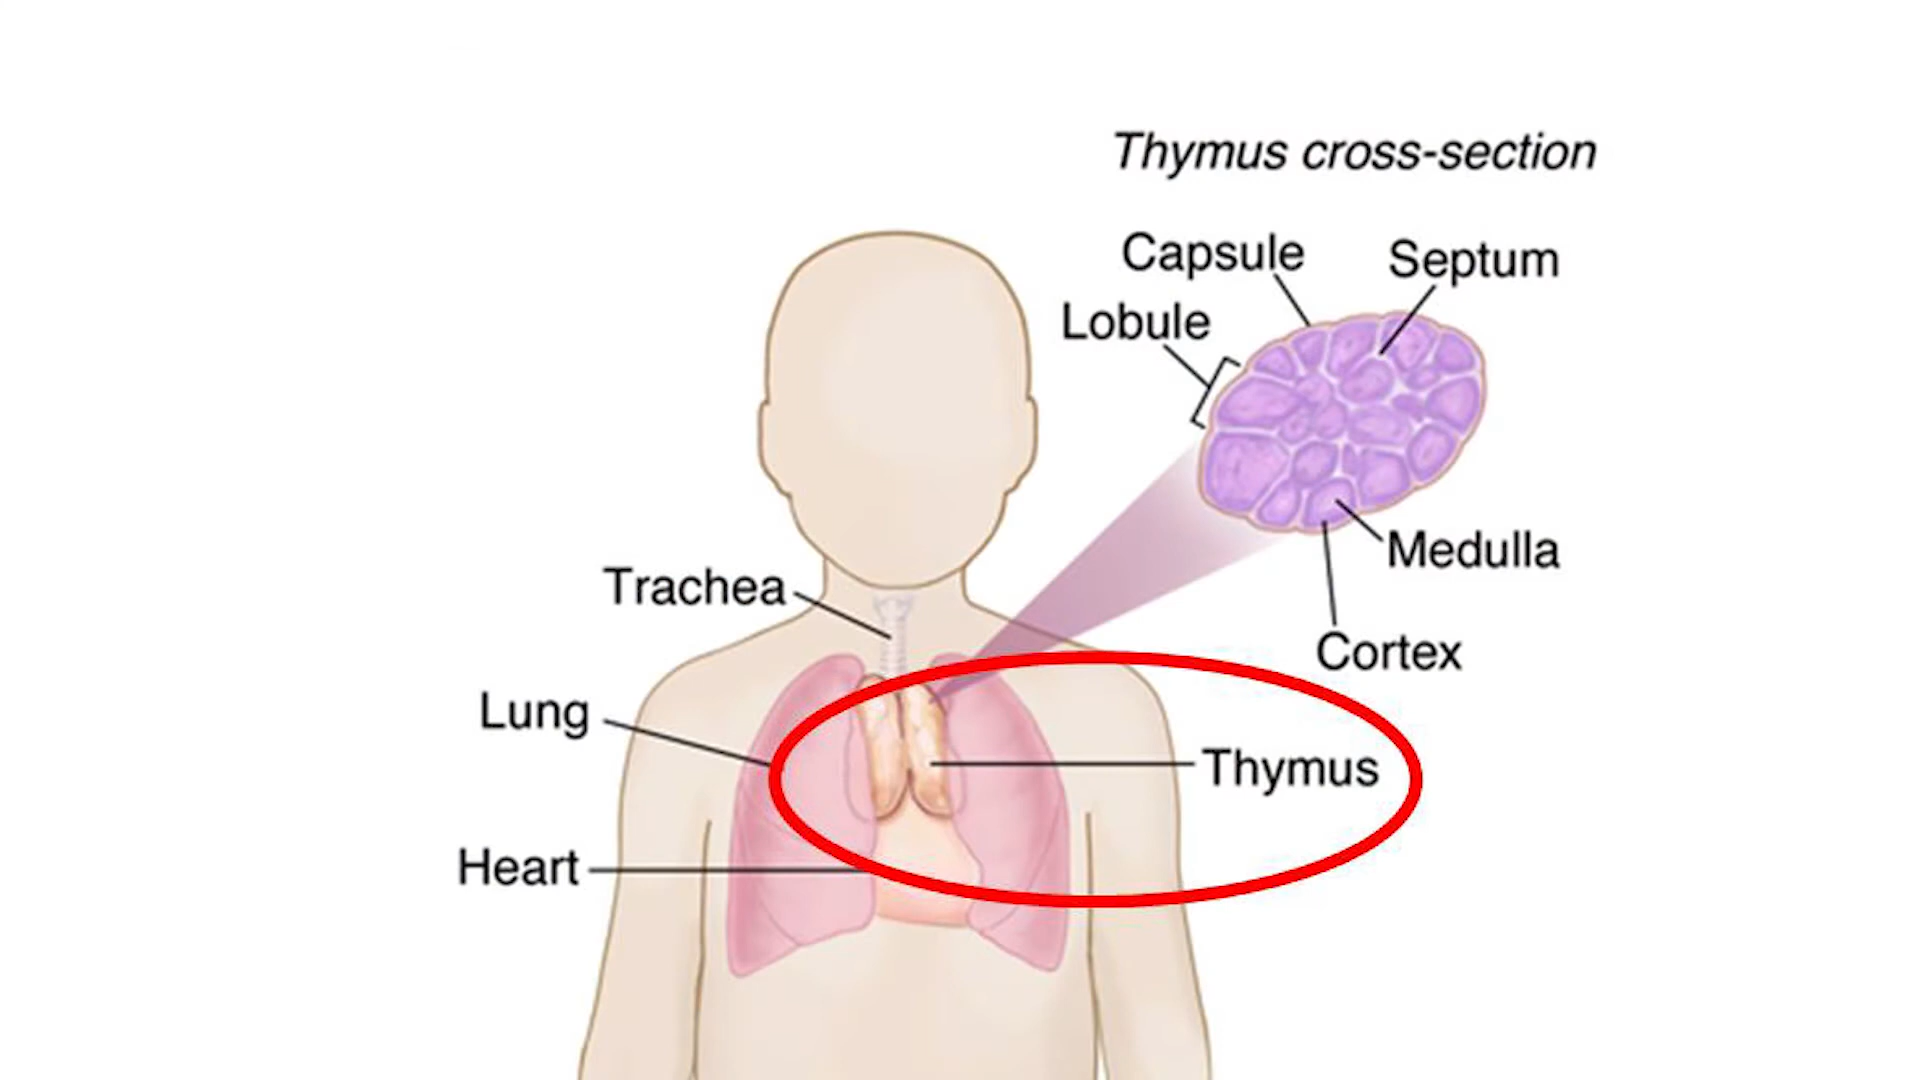 Thymus cross-section
Capsule
Septum
Lobule
Medulla
Trachea
Cortex
Lung
Thymus
Heart